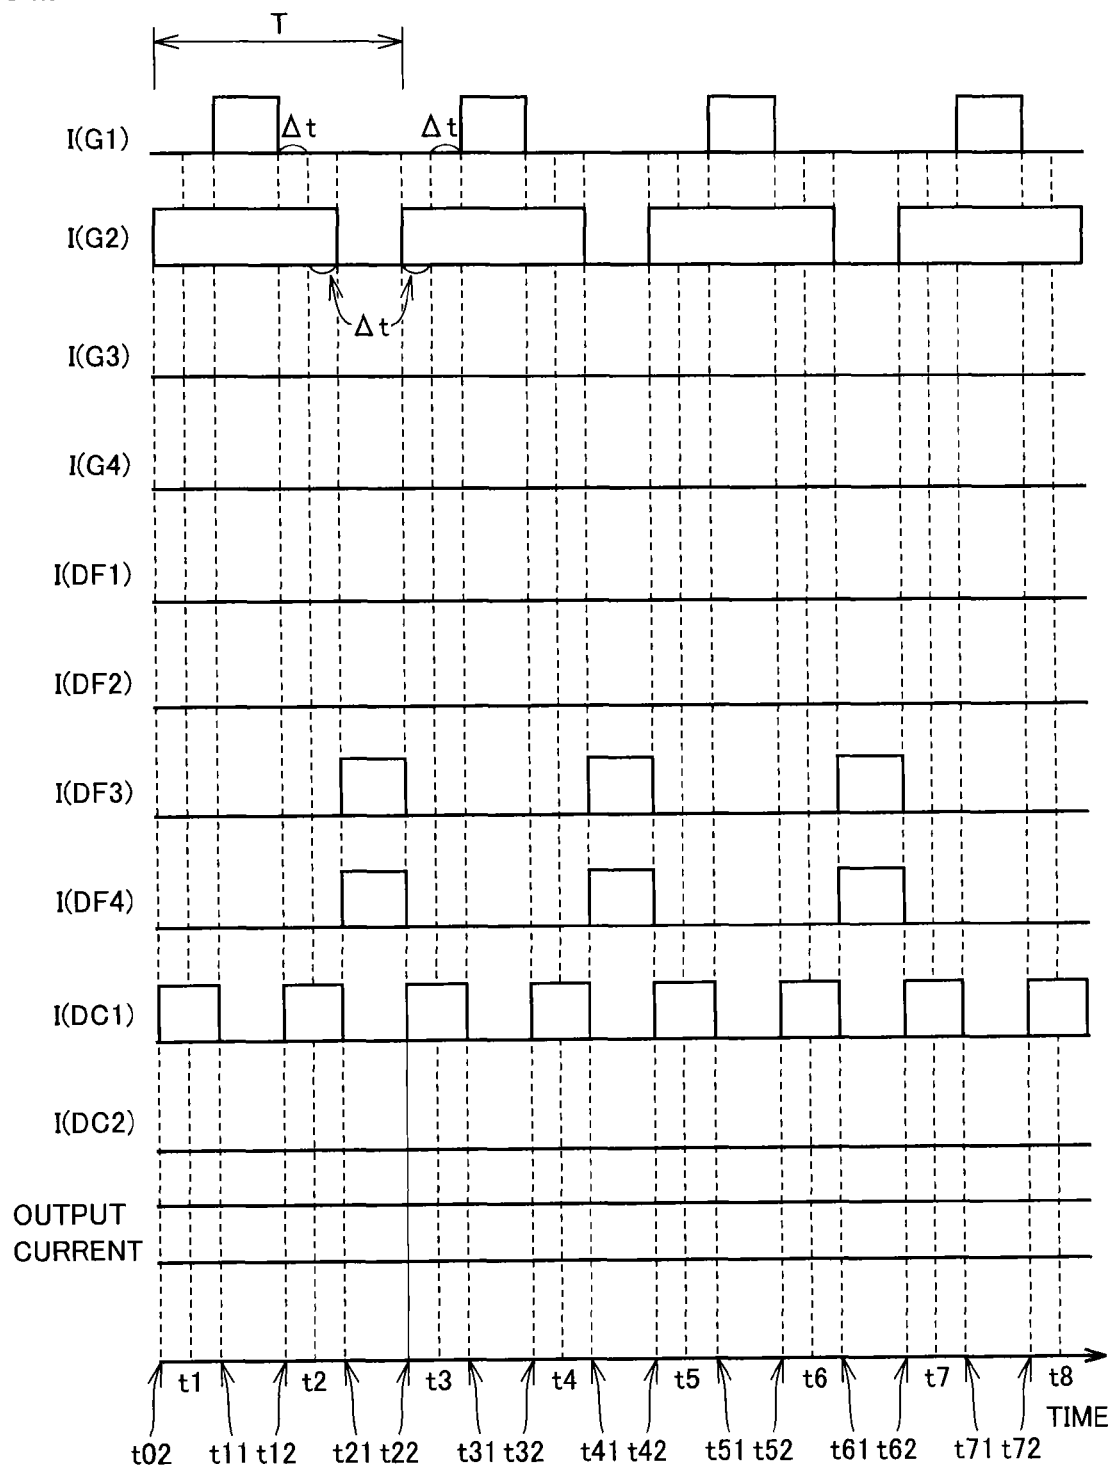 T
I(G1)
Δt
Δt
I(G2)
Δt
I(G3)
I(G4)
I(DF1)
I(DF2)
I(DF3)
I(DF4)
I(DC1)
I(DC2)
OUTPUT
CURRENT
t1 t2 t3 t4 t5 t6 t7 t8
TIME
t02 t11 t12 t21 t22 t31 t32 t41 t42 t51 t52 t61 t62 t71 t72